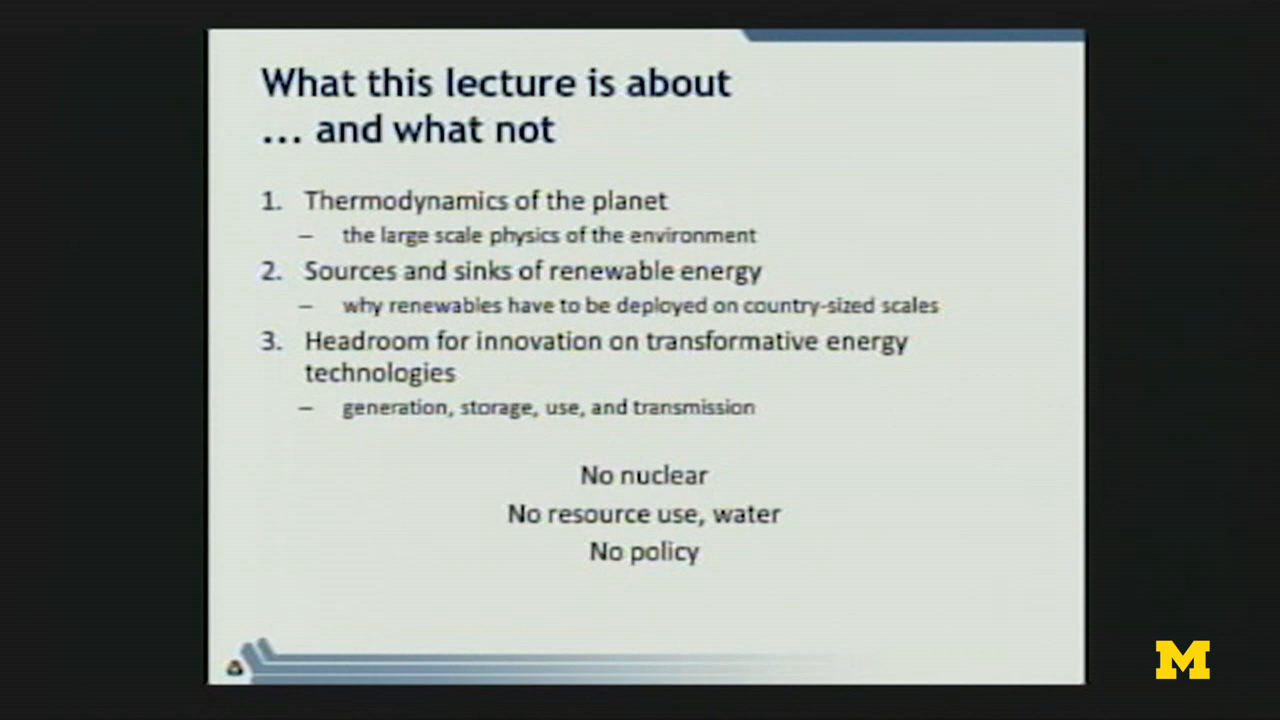 What this lecture is about
... and what not
1. Thermodynamics of the planet
– the large scale physics of the environment
2. Sources and sinks of renewable energy
– why renewables have to be deployed on country-sized scales
3. Headroom for innovation on transformative energy
technologies
– generation, storage, use, and transmission
No nuclear
No resource use, water
No policy
M